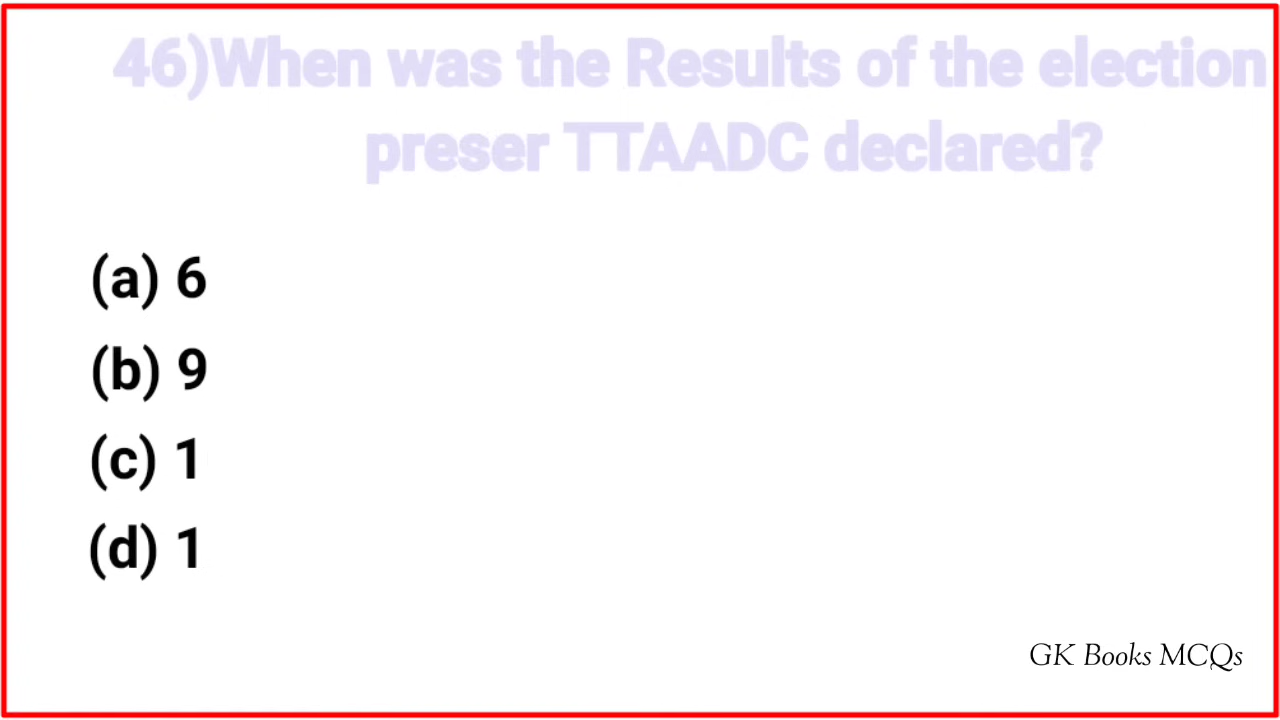 46)When was the Results of the election
preser TTAADC declared?
(a) 6
(b) 9
(c) 1
(d) 1
GK Books MCQs